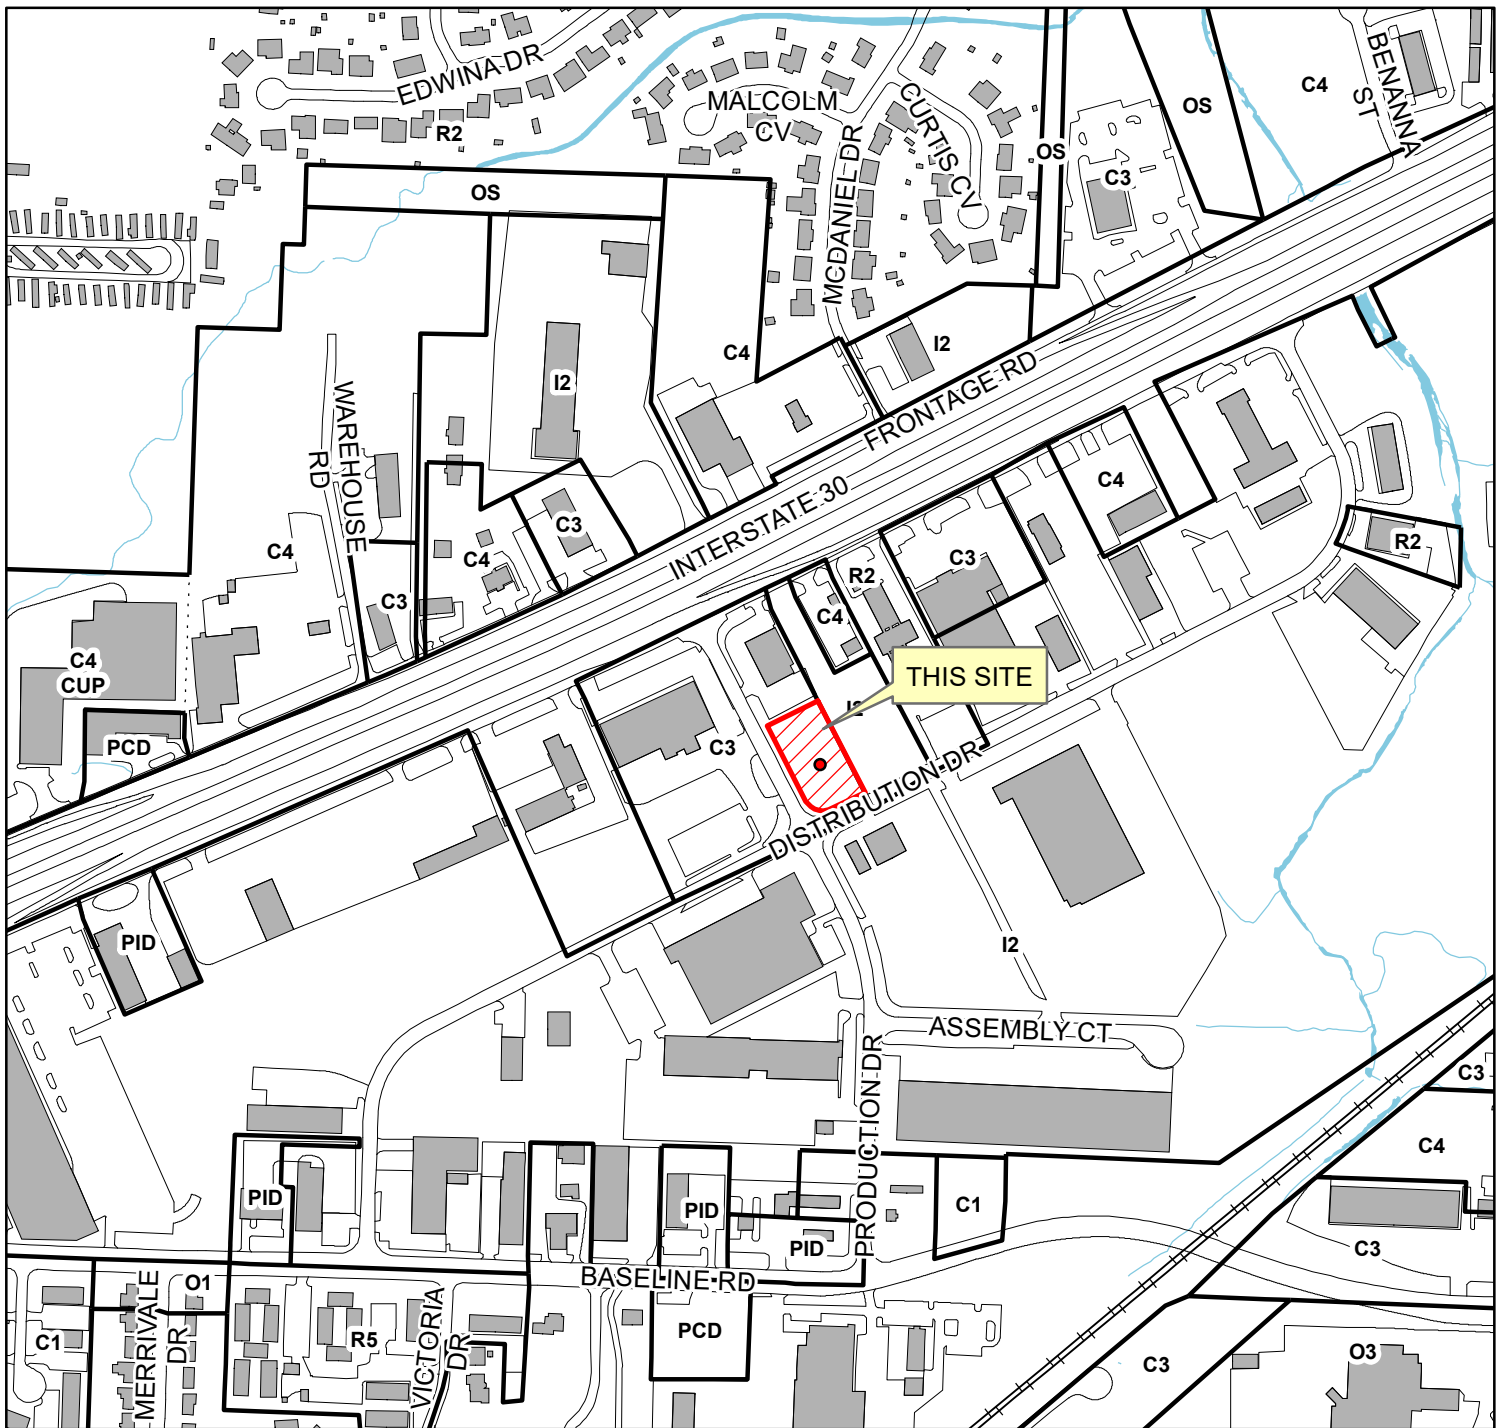 EDWINA DR
MALCOLM
CV
CURTIS CV
BENANNA
ST
C4
OS
R2
OS
C3
OS
MCDANIEL DR
I2
C4
I2
FRONTAGE RD
WAREHOUSE
RD
C4
C3
C3
C4
INTERSTATE 30
C4
C3
R2
R2
C4
C4
CUP
PCD
THIS SITE
I2
C3
DISTRIBUTION DR
PID
I2
ASSEMBLY CT
PRODUCTION DR
C3
C4
PID
PID
C1
PID
C3
BASELINE RD
O1
MERRIVALE
DR
C1
R5
VICTORIA
DR
PCD
C3
O3